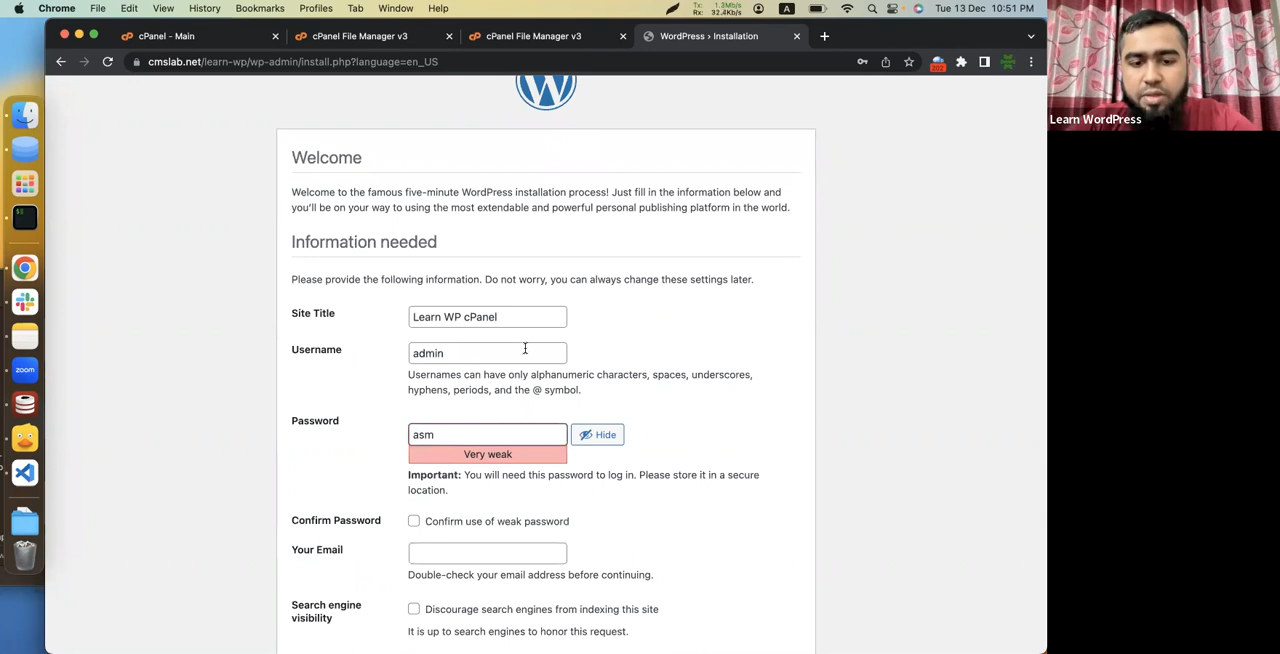 Chrome File Edit View History Bookmarks Profiles Tab Window Help
Tx: 1.3Mb/s
Rx: 32.4Kb/s
A
Tue 13 Dec 10:51 PM
cPanel - Main
cPanel File Manager v3
cPanel File Manager v3
WordPress › Installation
cmslab.net/learn-wp/wp-admin/install.php?language=en_US
Learn WordPress
Welcome
Welcome to the famous five-minute WordPress installation process! Just fill in the information below and
you'll be on your way to using the most extendable and powerful personal publishing platform in the world.
Information needed
Please provide the following information. Do not worry, you can always change these settings later.
Site Title
Learn WP cPanel
Username
admin
Usernames can have only alphanumeric characters, spaces, underscores,
hyphens, periods, and the @ symbol.
Password
asm
Hide
Very weak
Important: You will need this password to log in. Please store it in a secure
location.
Confirm Password
Confirm use of weak password
Your Email
Double-check your email address before continuing.
Search engine
visibility
Discourage search engines from indexing this site
It is up to search engines to honor this request.
zoom